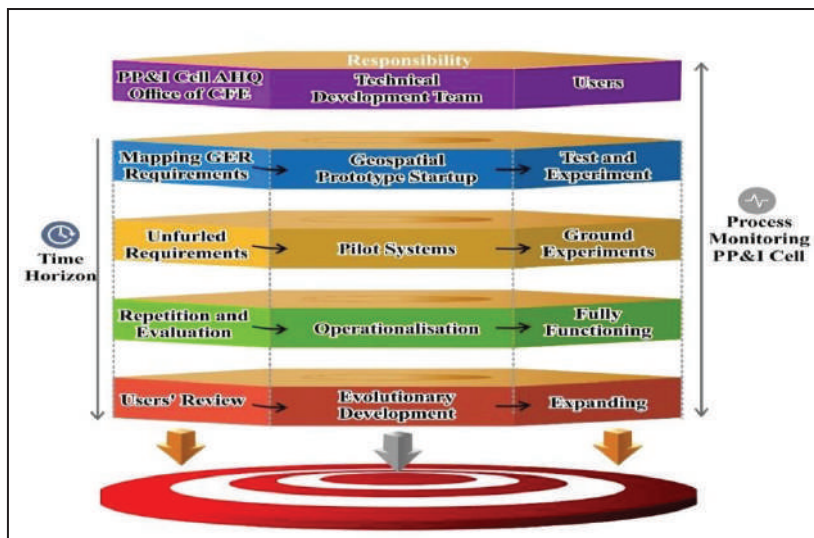 Responsibility
PP&I Cell AHQ
Office of CFE
Technical
Development Team
Users
Mapping GER
Requirements
Geospatial
Prototype Startup
Test and
Experiment
Unfurled
Requirements
Pilot Systems
Ground
Experiments
Repetition and
Evaluation
Operationalisation
Fully
Functioning
Users' Review
Evolutionary
Development
Expanding
Time
Horizon
Process
Monitoring
PP&I Cell